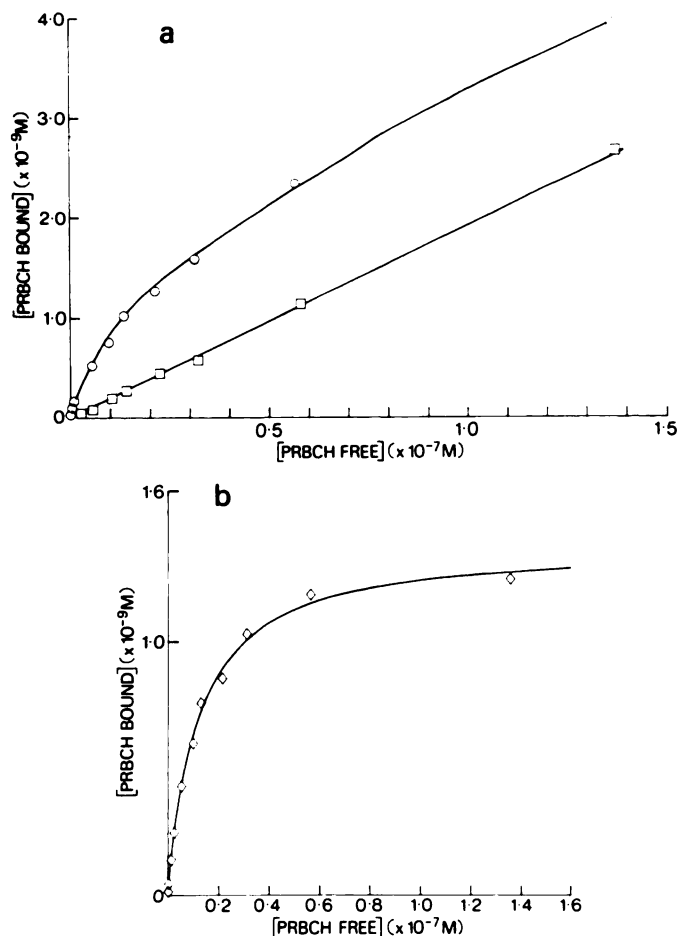 a
4·0
3·0
2·0
1·0
0
[PRBCH BOUND] (x 10⁻⁹M)
0·5
1·0
1·5
[PRBCH FREE] (x 10⁻⁷M)
b
1·6
1·0
0
[PRBCH BOUND] (x 10⁻⁹M)
0·2 0·4 0·6 0·8 1·0 1·2 1·4 1·6
[PRBCH FREE] (x 10⁻⁷M)